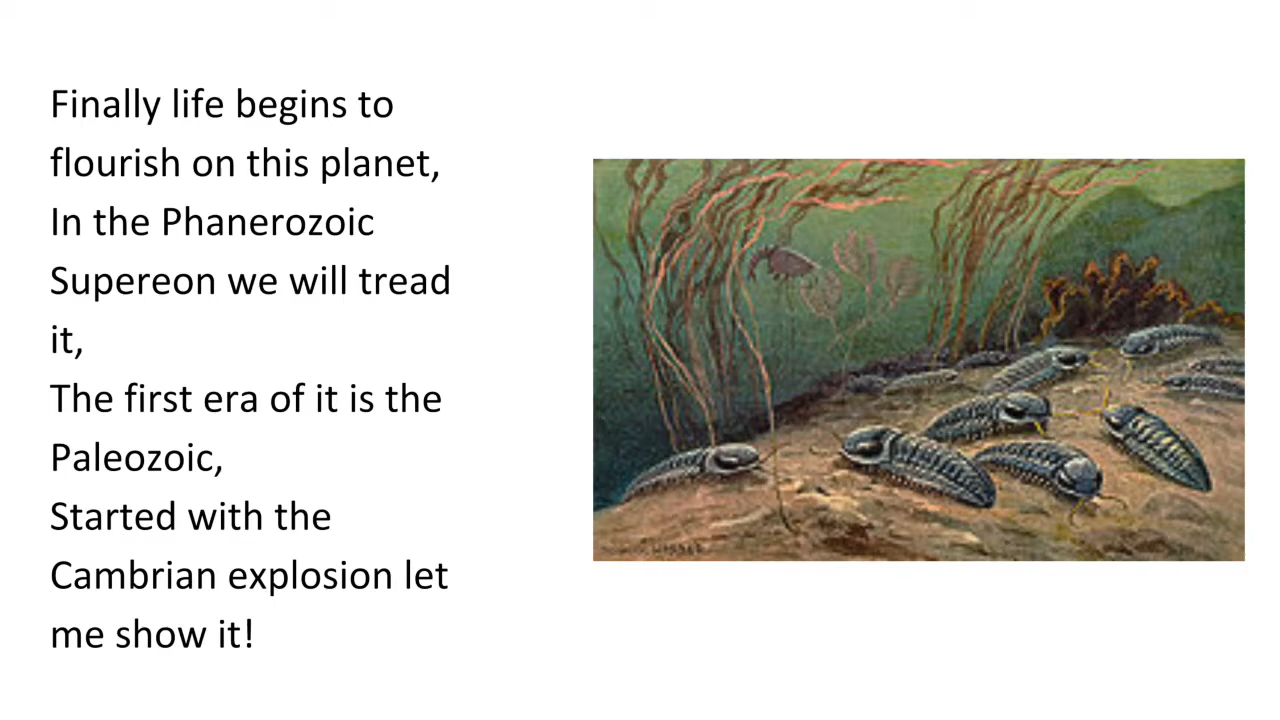 Finally life begins to
flourish on this planet,
In the Phanerozoic
Supereon we will tread
it,
The first era of it is the
Paleozoic,
Started with the
Cambrian explosion let
me show it!